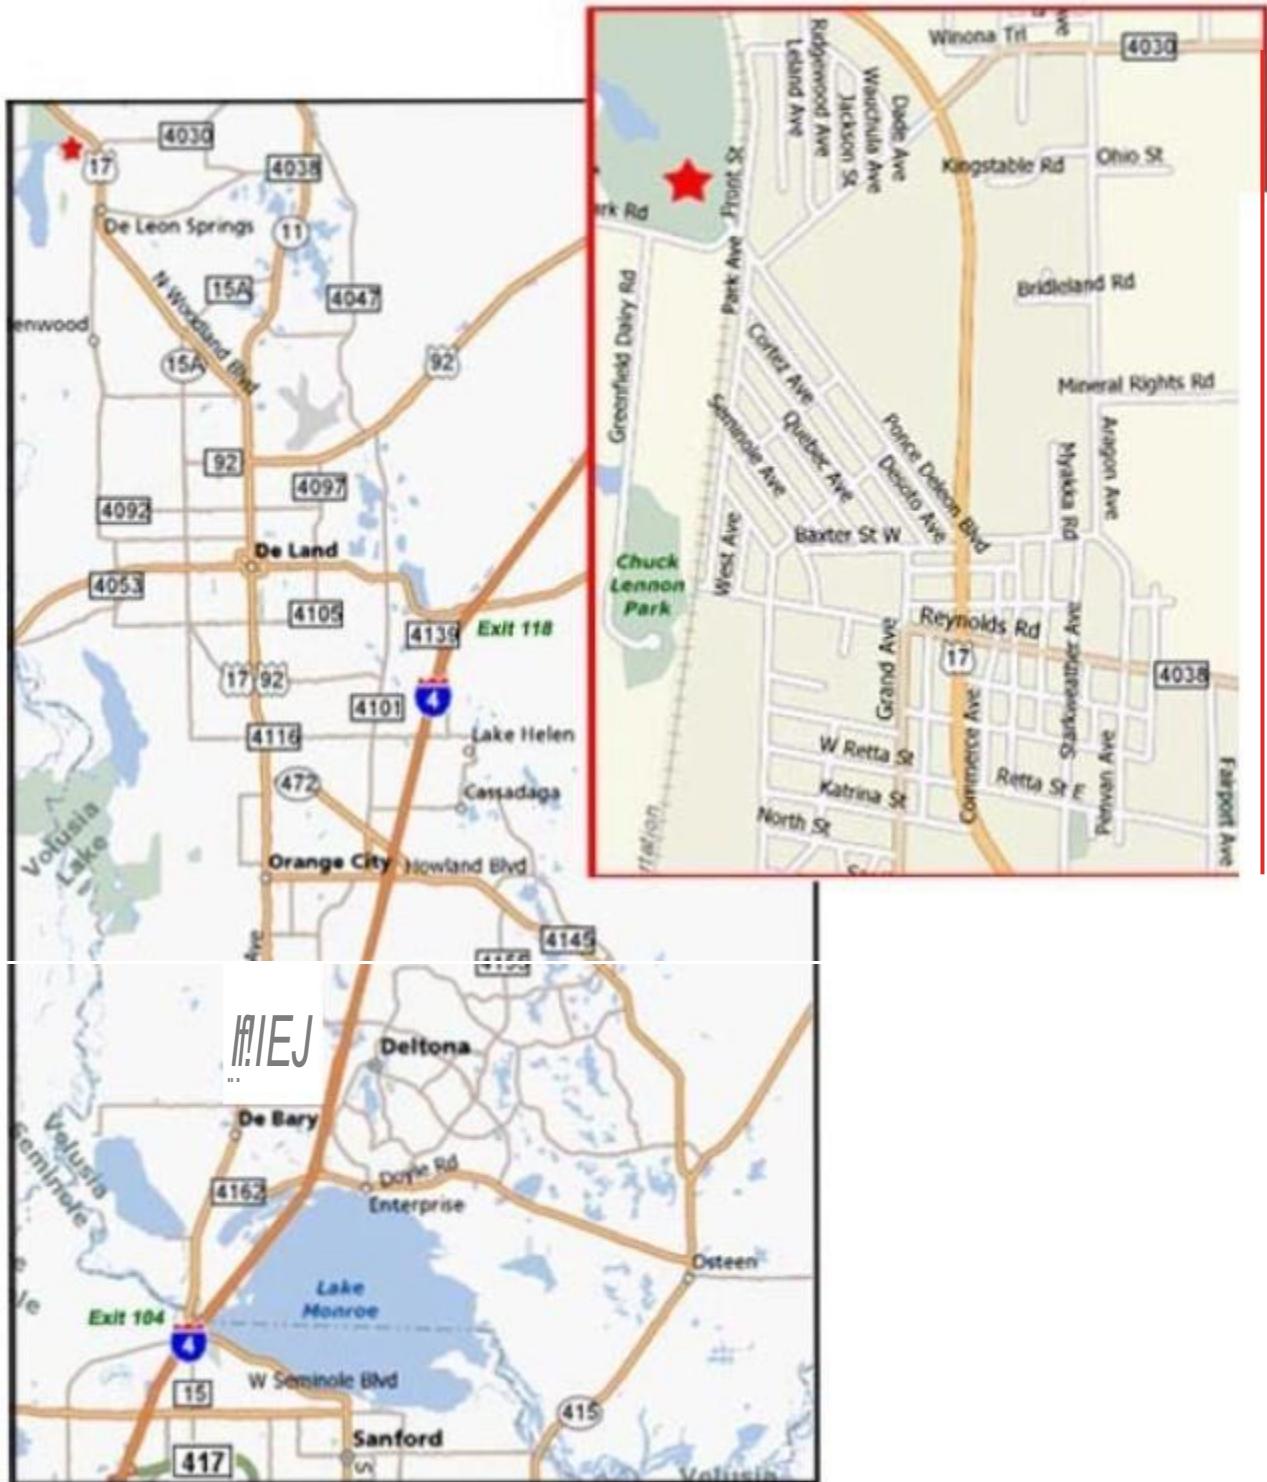 4030
17
4038
De Leon Springs
11
15A
4047
N Woodland Blvd
enwood
15A
92
92
4097
4092
De Land
4053
4105
4139
Exit 118
17
92
4
4101
4116
Lake Helen
472
Cassadaga
Volusia
Lake
Orange City
Howland Blvd
Ave
4145
4155
Deltona
De Bary
Volusia
Seminole
4162
Doyle Rd
Enterprise
Osteen
Lake
Monroe
Exit 104
4
15
W Seminole Blvd
415
417
Sanford
Volusia
Winona Trl
4030
Leland Ave
Ridgewood Ave
Jackson St
Wauchula Ave
Dade Ave
Kingstable Rd
Ohio St
Front St
ark Rd
Park Ave
Greenfield Dairy Rd
Bridleland Rd
Mineral Rights Rd
Cortez Ave
Seminole Ave
Quebec Ave
Ponce Deleon Blvd
Desoto Ave
Myakka Rd
Aragon Ave
Baxter St W
West Ave
Chuck
Lennon
Park
Grand Ave
Reynolds Rd
17
Starkweather Ave
4038
Commerce Ave
W Retta St
Retta St E
Katrina St
North St
Penvan Ave
Fairport Ave